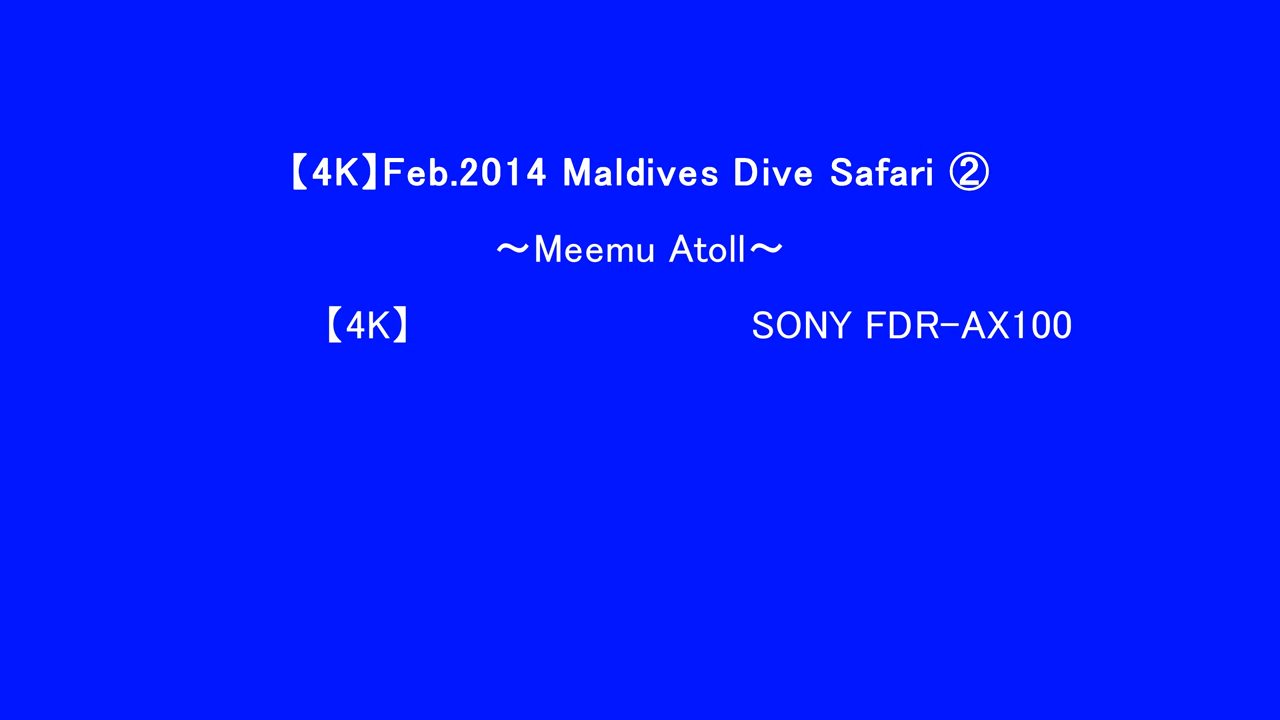 【4K】Feb.2014 Maldives Dive Safari ②
～Meemu Atoll～
【4K】 SONY FDR-AX100